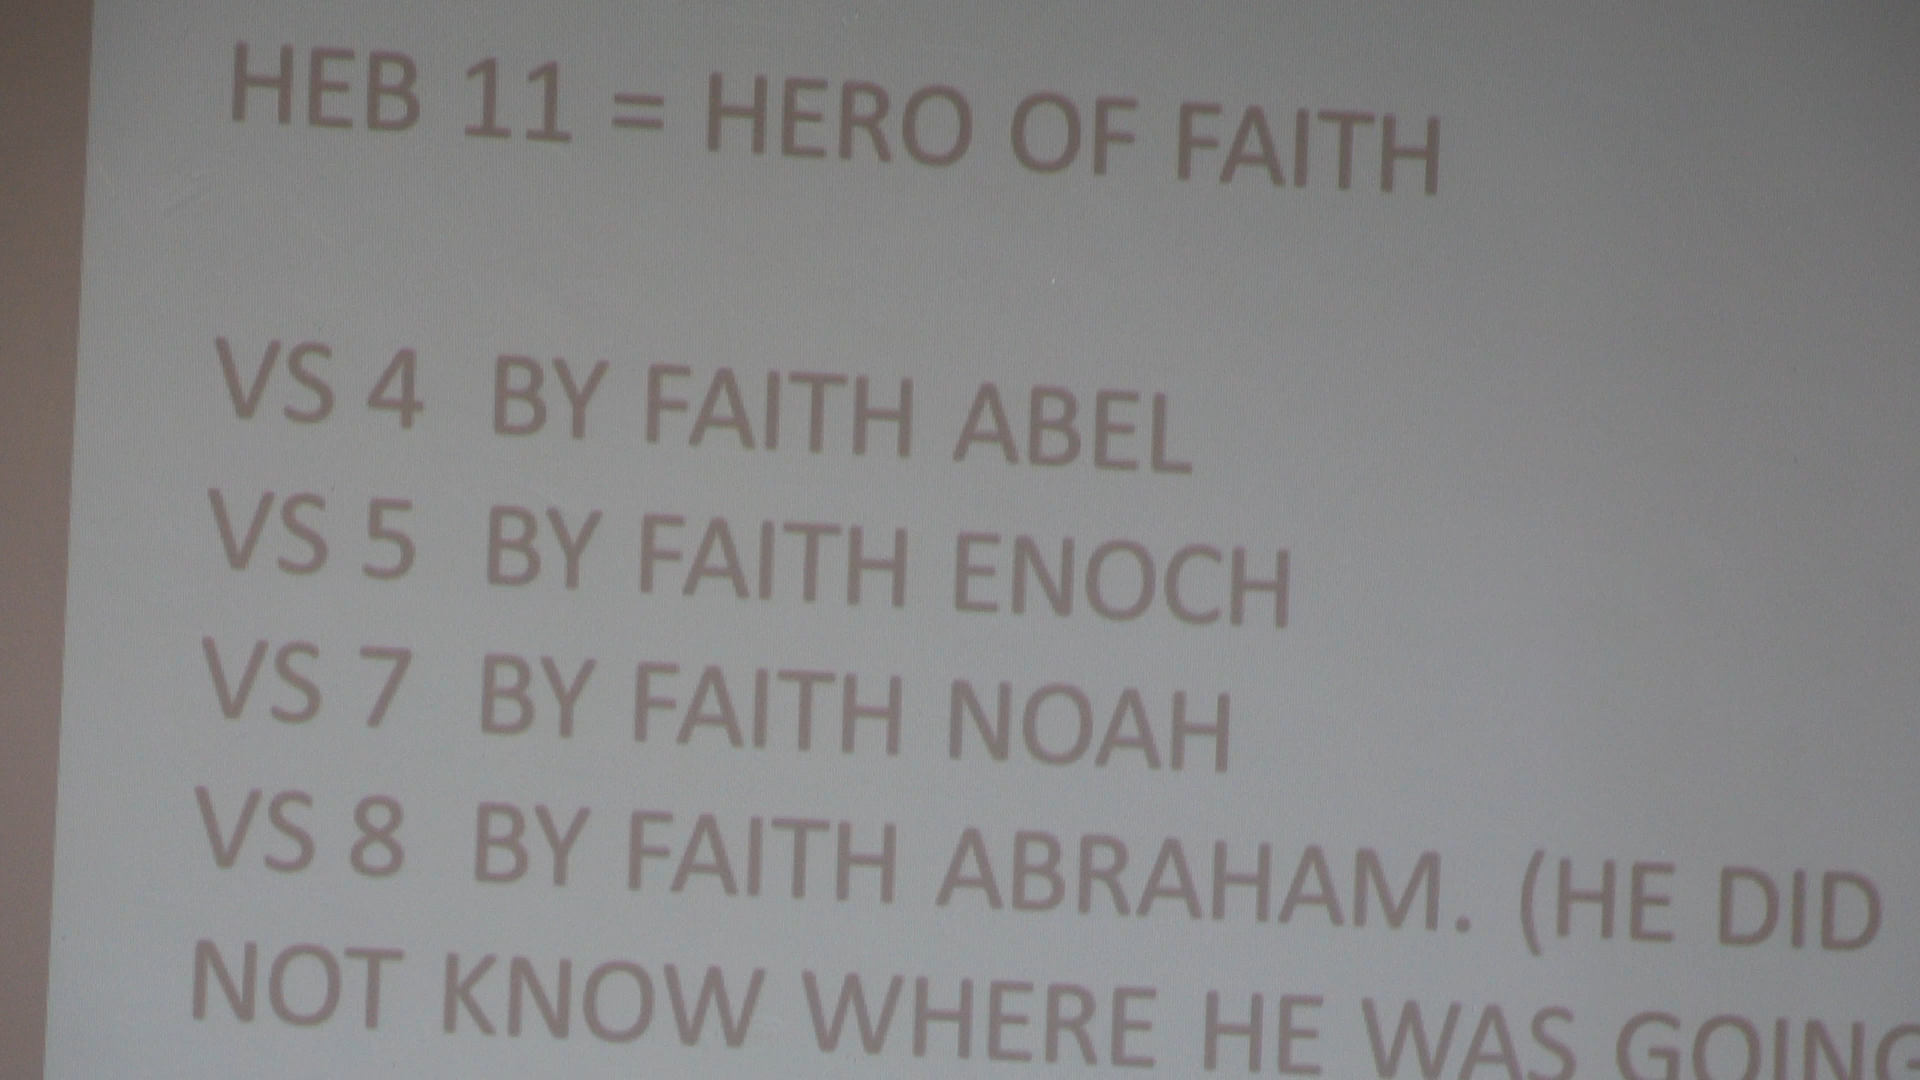 HEB 11 = HERO OF FAITH
VS 4 BY FAITH ABEL
VS 5 BY FAITH ENOCH
VS 7 BY FAITH NOAH
VS 8 BY FAITH ABRAHAM. (HE DID
NOT KNOW WHERE HE WAS GOING